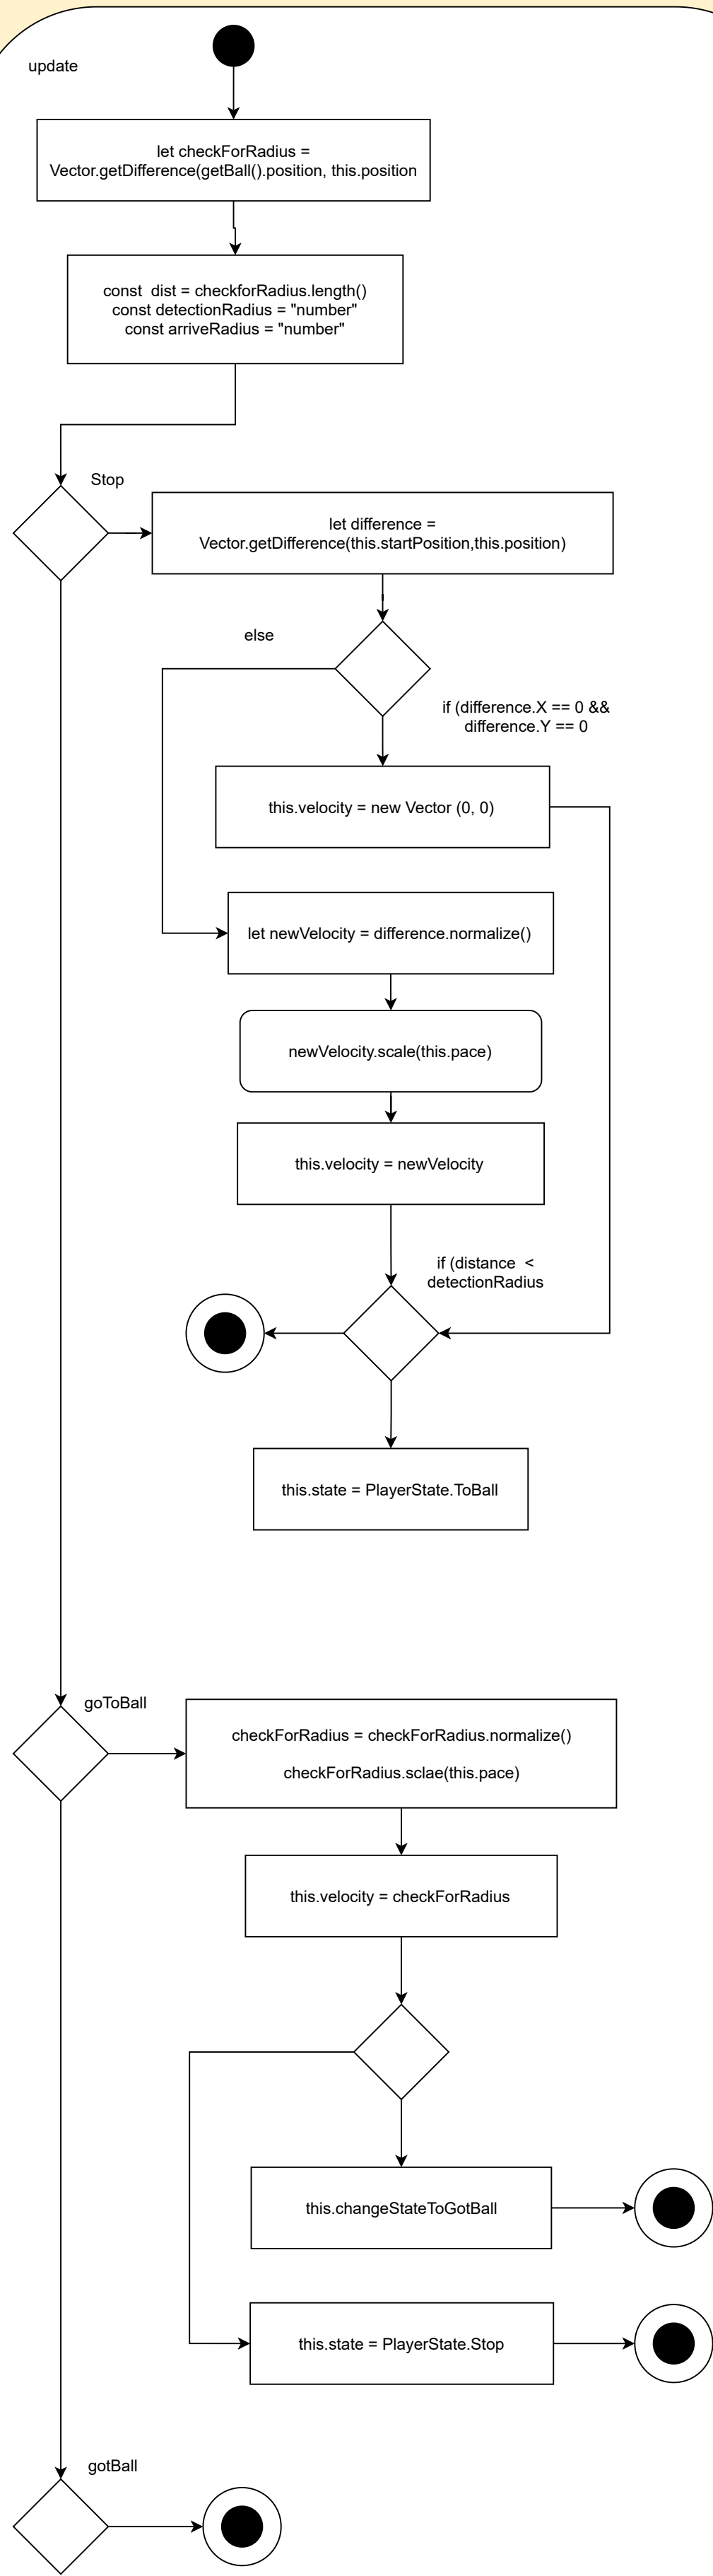 update
let checkForRadius =
Vector.getDifference(getBall().position, this.position
const  dist = checkforRadius.length()
const detectionRadius = "number"
const arriveRadius = "number"
Stop
let difference =
Vector.getDifference(this.startPosition,this.position)
else
if (difference.X == 0 &&
difference.Y == 0
this.velocity = new Vector (0, 0)
let newVelocity = difference.normalize()
newVelocity.scale(this.pace)
this.velocity = newVelocity
if (distance  <
detectionRadius
this.state = PlayerState.ToBall
goToBall
checkForRadius = checkForRadius.normalize()
checkForRadius.sclae(this.pace)
this.velocity = checkForRadius
this.changeStateToGotBall
this.state = PlayerState.Stop
gotBall